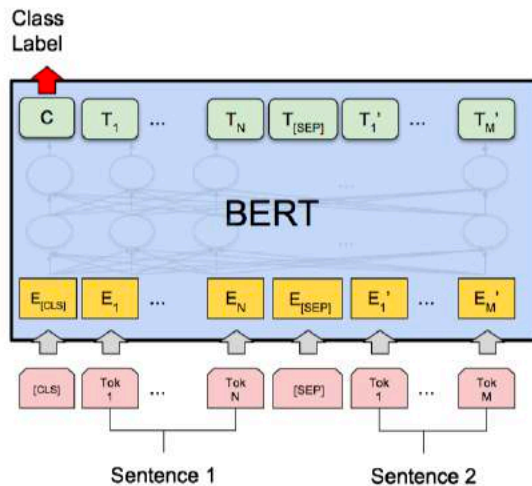 Class
Label
C T1 ... TN T[SEP] T1' ... TM'
...
BERT
...
E[CLS] E1 ... EN E[SEP] E1' ... EM'
[CLS] Tok 1 ... Tok N [SEP] Tok 1 ... Tok M
Sentence 1 Sentence 2